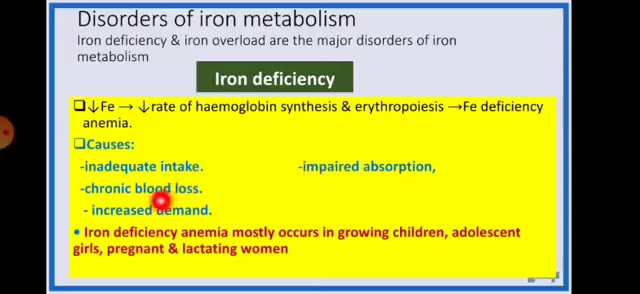 Disorders of iron metabolism
Iron deficiency & iron overload are the major disorders of iron
metabolism
Iron deficiency
❑↓Fe → ↓rate of haemoglobin synthesis & erythropoiesis →Fe deficiency
anemia.
❑Causes:
-inadequate intake. -impaired absorption,
-chronic blood loss.
- increased demand.
• Iron deficiency anemia mostly occurs in growing children, adolescent
girls, pregnant & lactating women